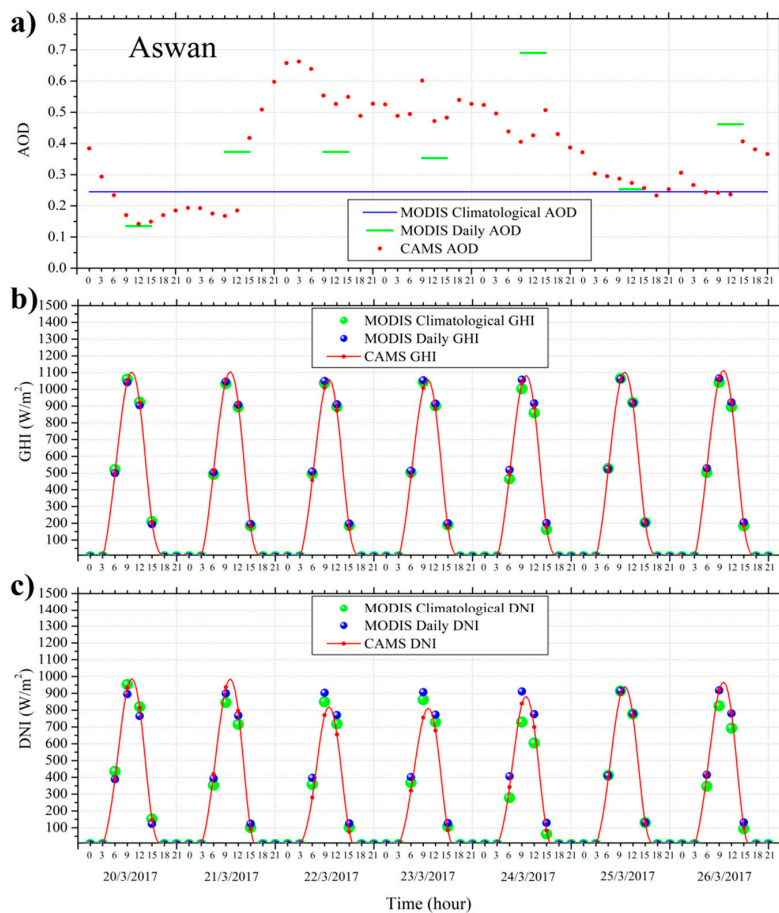 a)
Aswan
0.8
0.7
0.6
0.5
0.4
0.3
0.2
0.1
0.0
AOD
MODIS Climatological AOD
MODIS Daily AOD
CAMS AOD
0 3 6 9 12 15 18 21 0 3 6 9 12 15 18 21 0 3 6 9 12 15 18 21 0 3 6 9 12 15 18 21 0 3 6 9 12 15 18 21 0 3 6 9 12 15 18 21 0 3 6 9 12 15 18 21
b)
1500
1400
1300
1200
1100
1000
900
800
700
600
500
400
300
200
100
GHI (W/m²)
MODIS Climatological GHI
MODIS Daily GHI
CAMS GHI
0 3 6 9 12 15 18 21 0 3 6 9 12 15 18 21 0 3 6 9 12 15 18 21 0 3 6 9 12 15 18 21 0 3 6 9 12 15 18 21 0 3 6 9 12 15 18 21 0 3 6 9 12 15 18 21
c)
1500
1400
1300
1200
1100
1000
900
800
700
600
500
400
300
200
100
DNI (W/m²)
MODIS Climatological DNI
MODIS Daily DNI
CAMS DNI
0 3 6 9 12 15 18 21 0 3 6 9 12 15 18 21 0 3 6 9 12 15 18 21 0 3 6 9 12 15 18 21 0 3 6 9 12 15 18 21 0 3 6 9 12 15 18 21 0 3 6 9 12 15 18 21
20/3/2017 21/3/2017 22/3/2017 23/3/2017 24/3/2017 25/3/2017 26/3/2017
Time (hour)